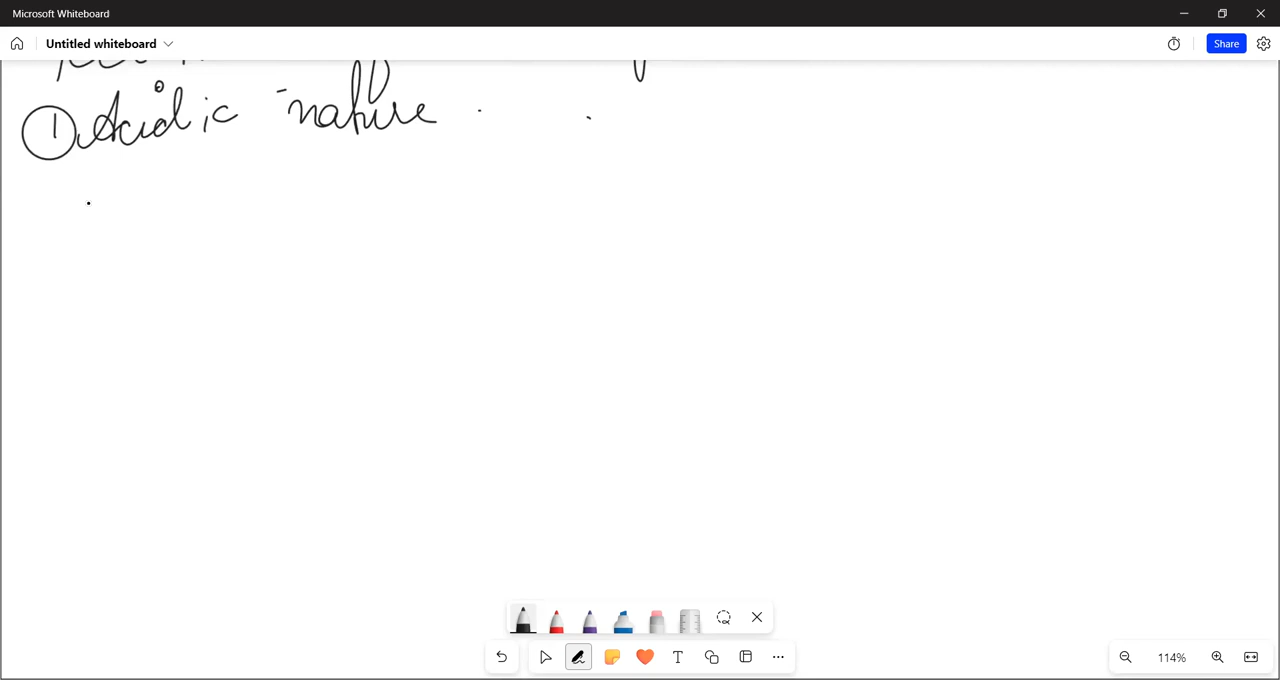 Microsoft Whiteboard
Untitled whiteboard
Share
① Acidic nature
114%